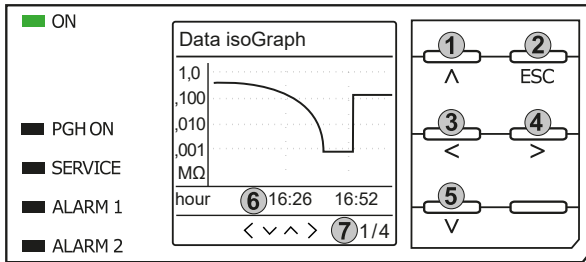 ON
PGH ON
SERVICE
ALARM 1
ALARM 2
Data isoGraph
1,0
,100
,010
,001
MΩ
hour 6 16:26 16:52
< ∨ ∧ > 7 1/4
1 2
∧ ESC
3 4
< >
5
∨